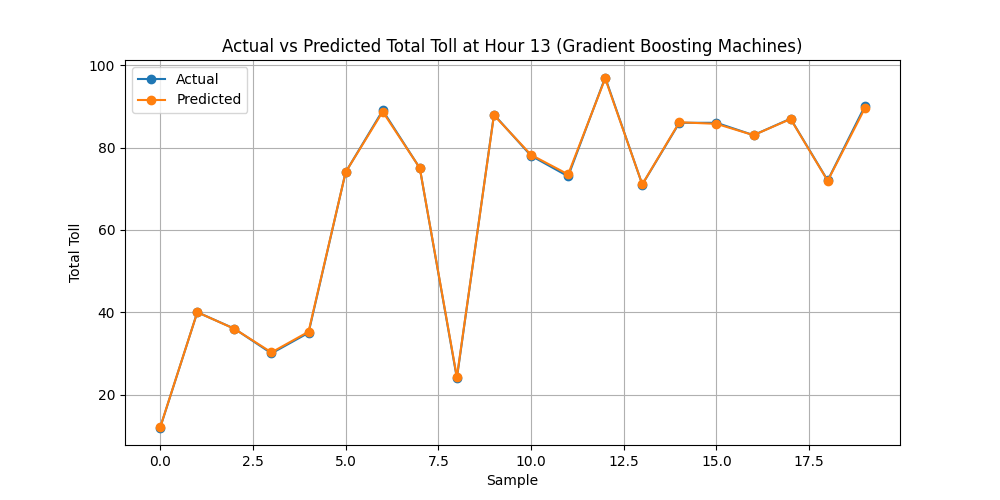 Actual vs Predicted Total Toll at Hour 13 (Gradient Boosting Machines)
Actual
Predicted
Total Toll
100
80
60
40
20
0.0 2.5 5.0 7.5 10.0 12.5 15.0 17.5
Sample